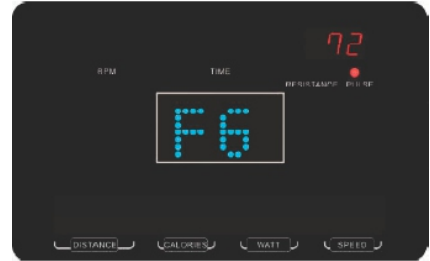 72
RPM TIME
RESISTANCE PULSE
F6
DISTANCE CALORIES WATT SPEED